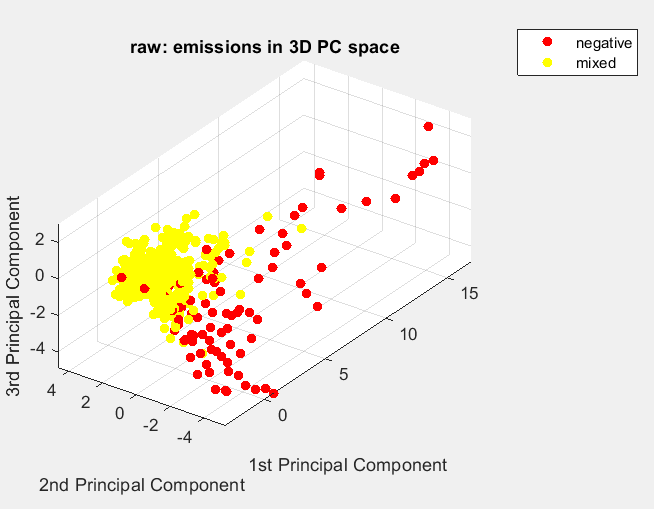 raw: emissions in 3D PC space
negative
mixed
3rd Principal Component
2
0
-2
-4
4
2
0
-2
-4
0
5
10
15
1st Principal Component
2nd Principal Component